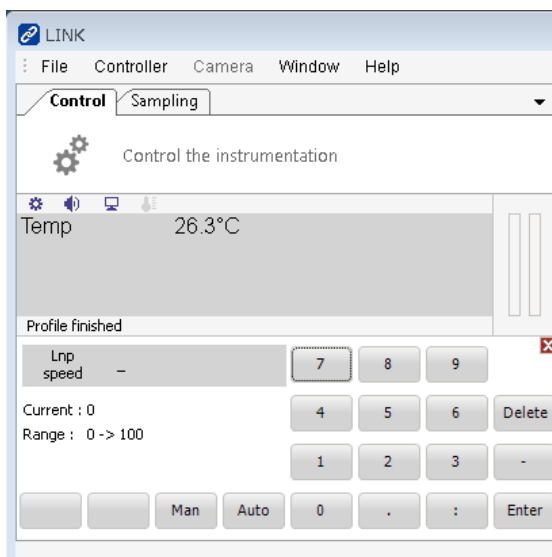 LINK
File Controller Camera Window Help
Control Sampling
Control the instrumentation
Temp 26.3°C
Profile finished
Lnp
speed _
7 8 9
Current : 0
4 5 6 Delete
Range : 0 -> 100
1 2 3 -
Man Auto 0 . : Enter